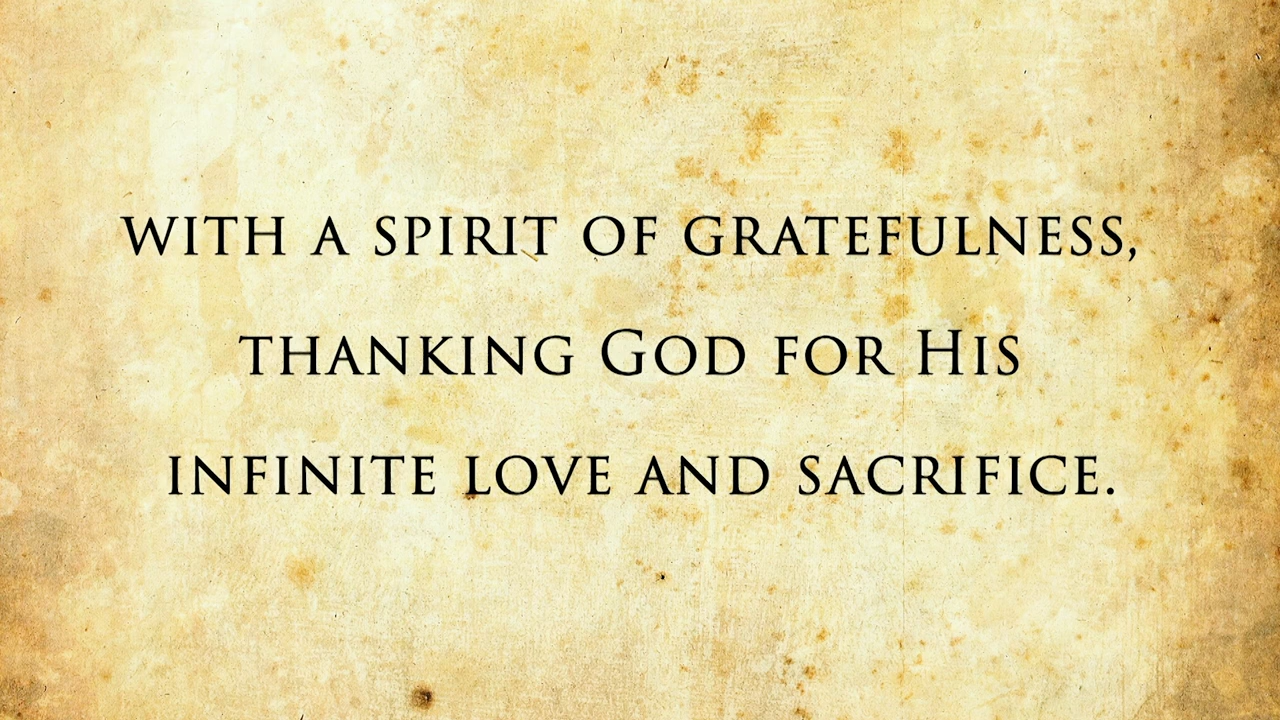 with a spirit of gratefulness,
thanking God for His
infinite love and sacrifice.